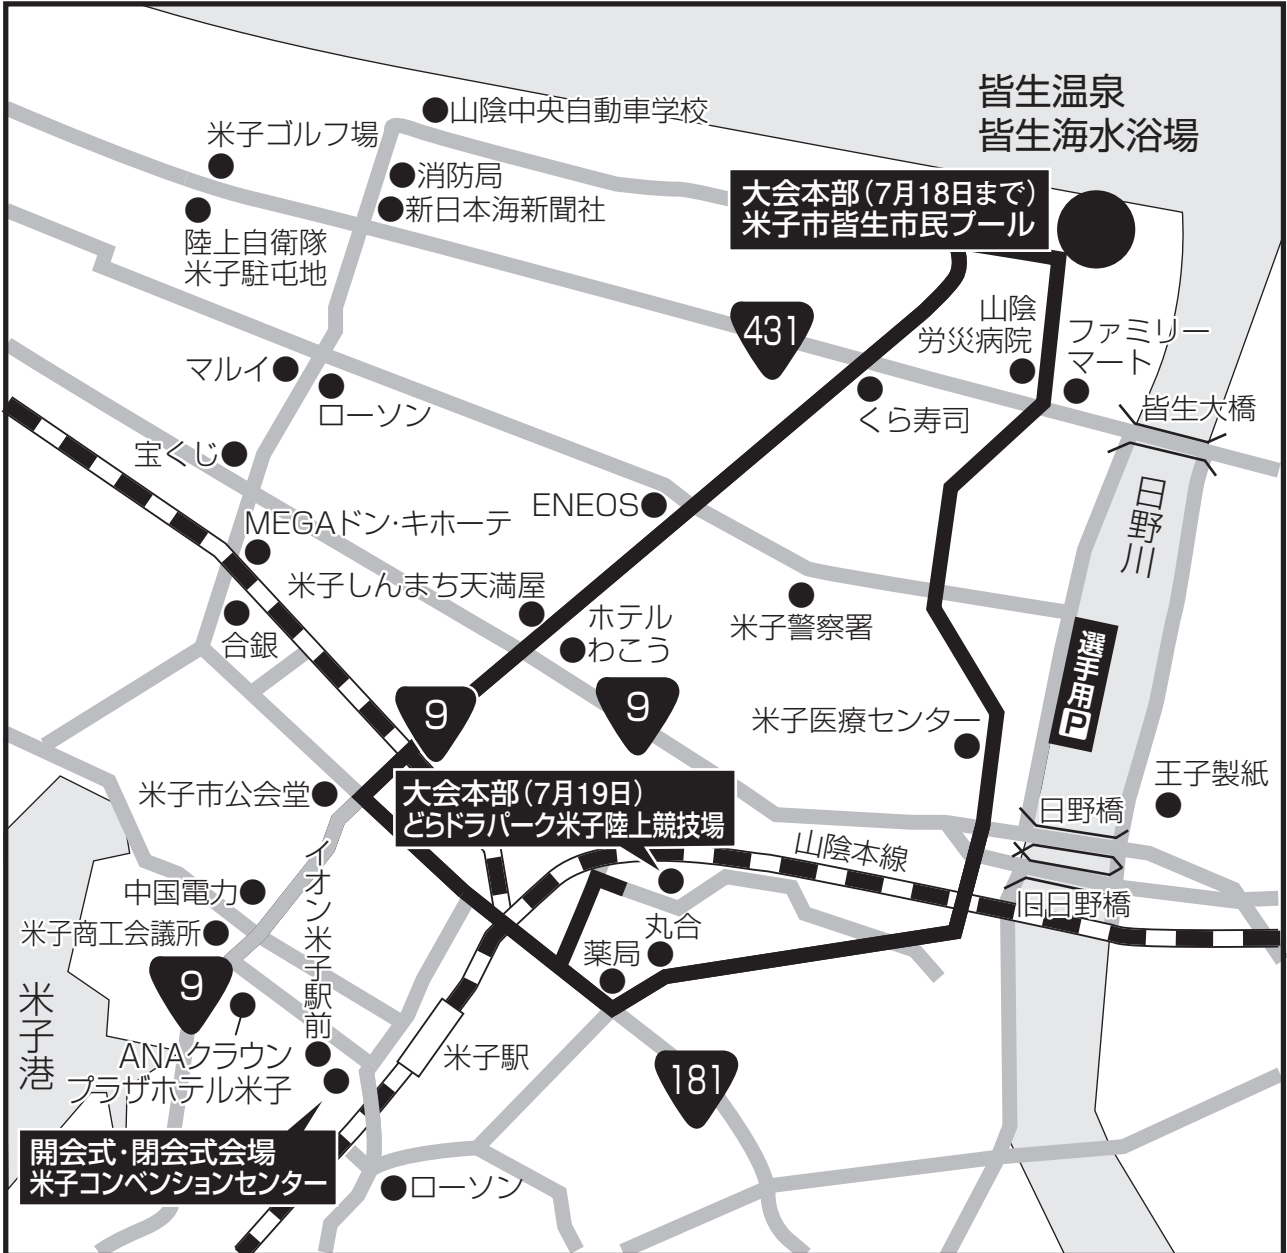 皆生温泉
皆生海水浴場
山陰中央自動車学校
米子ゴルフ場
消防局
新日本海新聞社
陸上自衛隊
米子駐屯地
大会本部(7月18日まで)
米子市皆生市民プール
431
山陰
労災病院
ファミリー
マート
マルイ
ローソン
くら寿司
皆生大橋
宝くじ
日野川
ENEOS
MEGAドン・キホーテ
米子しんまち天満屋
ホテル
わこう
米子警察署
合銀
選手用P
9
9
米子医療センター
王子製紙
米子市公会堂
大会本部(7月19日)
どらドラパーク米子陸上競技場
日野橋
山陰本線
イオン米子駅前
中国電力
旧日野橋
米子商工会議所
丸合
薬局
9
米子港
ANAクラウン
プラザホテル米子
米子駅
181
開会式・閉会式会場
米子コンベンションセンター
ローソン